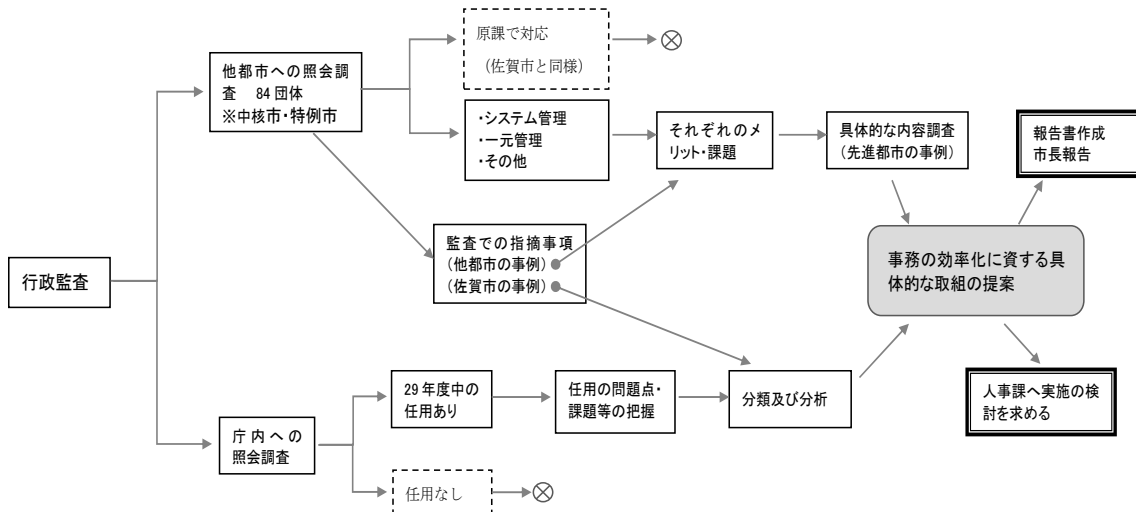 行政監査
他都市への照会調
査　84 団体
※中核市・特例市
原課で対応
（佐賀市と同様）
・システム管理
・一元管理
・その他
それぞれのメ
リット・課題
具体的な内容調査
（先進都市の事例）
報告書作成
市長報告
監査での指摘事項
（他都市の事例）
（佐賀市の事例）
事務の効率化に資する具
体的な取組の提案
庁内への
照会調査
29 年度中の
任用あり
任用の問題点・
課題等の把握
分類及び分析
人事課へ実施の検
討を求める
任用なし